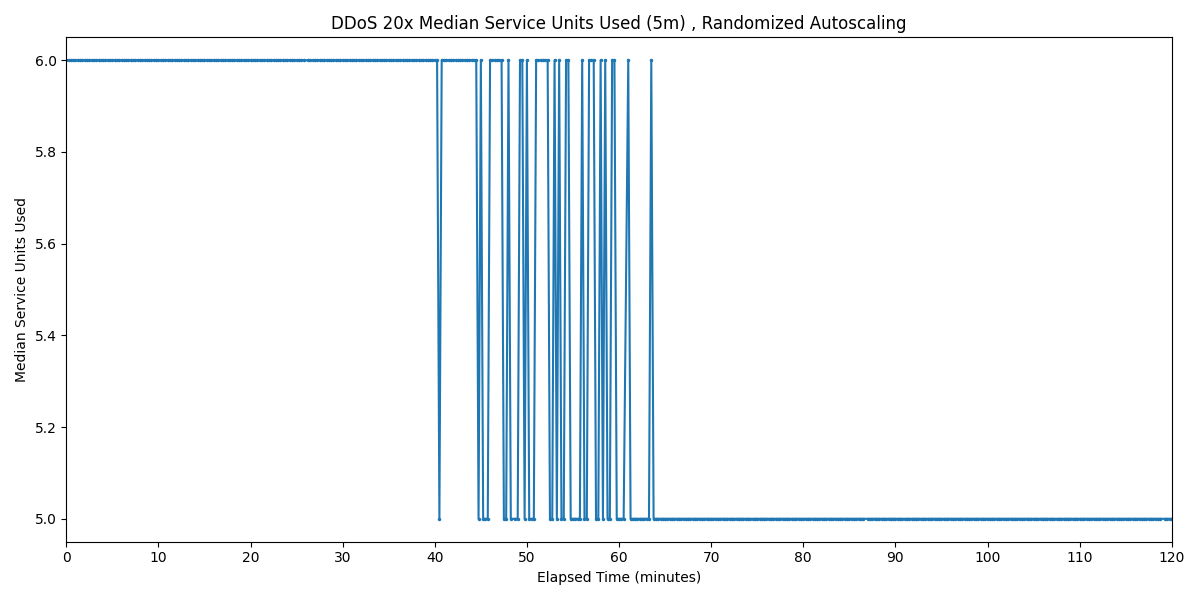 DDoS 20x Median Service Units Used (5m) , Randomized Autoscaling
6.0
5.8
5.6
5.4
5.2
5.0
Median Service Units Used
0 10 20 30 40 50 60 70 80 90 100 110 120
Elapsed Time (minutes)